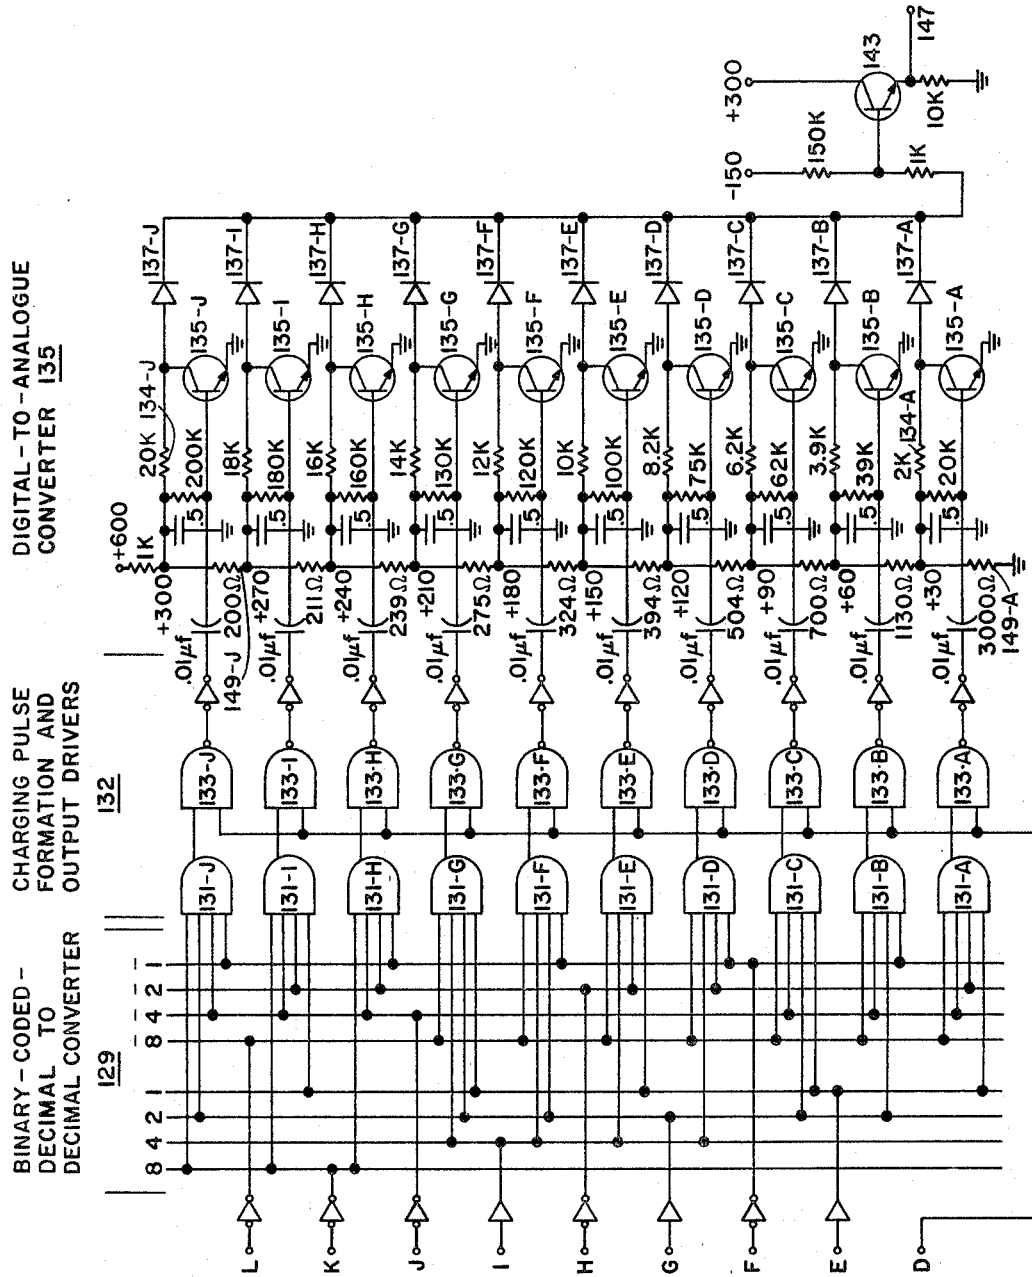 BINARY-CODED-
DECIMAL TO
DECIMAL CONVERTER
129
CHARGING PULSE
FORMATION AND
OUTPUT DRIVERS
132
DIGITAL-TO-ANALOGUE
CONVERTER 135
8 4 2 1 8̅ 4̅ 2̅ 1̅
L
K
J
I
H
G
F
E
D
131-J 133-J .01µf 200Ω 149-J +300 1K +600 .5 200K 20K 134-J 135-J 137-J
131-I 133-I .01µf 211Ω +270 .5 180K 18K 135-I 137-I
131-H 133-H .01µf 239Ω +240 .5 160K 16K 135-H 137-H
131-G 133-G .01µf 275Ω +210 .5 130K 14K 135-G 137-G
131-F 133-F .01µf 324Ω +180 .5 120K 12K 135-F 137-F
131-E 133-E .01µf 394Ω +150 .5 100K 10K 135-E 137-E
131-D 133-D .01µf 504Ω +120 .5 75K 8.2K 135-D 137-D
131-C 133-C .01µf 700Ω +90 .5 62K 6.2K 135-C 137-C
131-B 133-B .01µf 1130Ω +60 .5 39K 3.9K 135-B 137-B
131-A 133-A .01µf 3000Ω 149-A +30 .5 20K 2K 134-A 135-A 137-A
-150 +300
150K
1K
143
10K
147